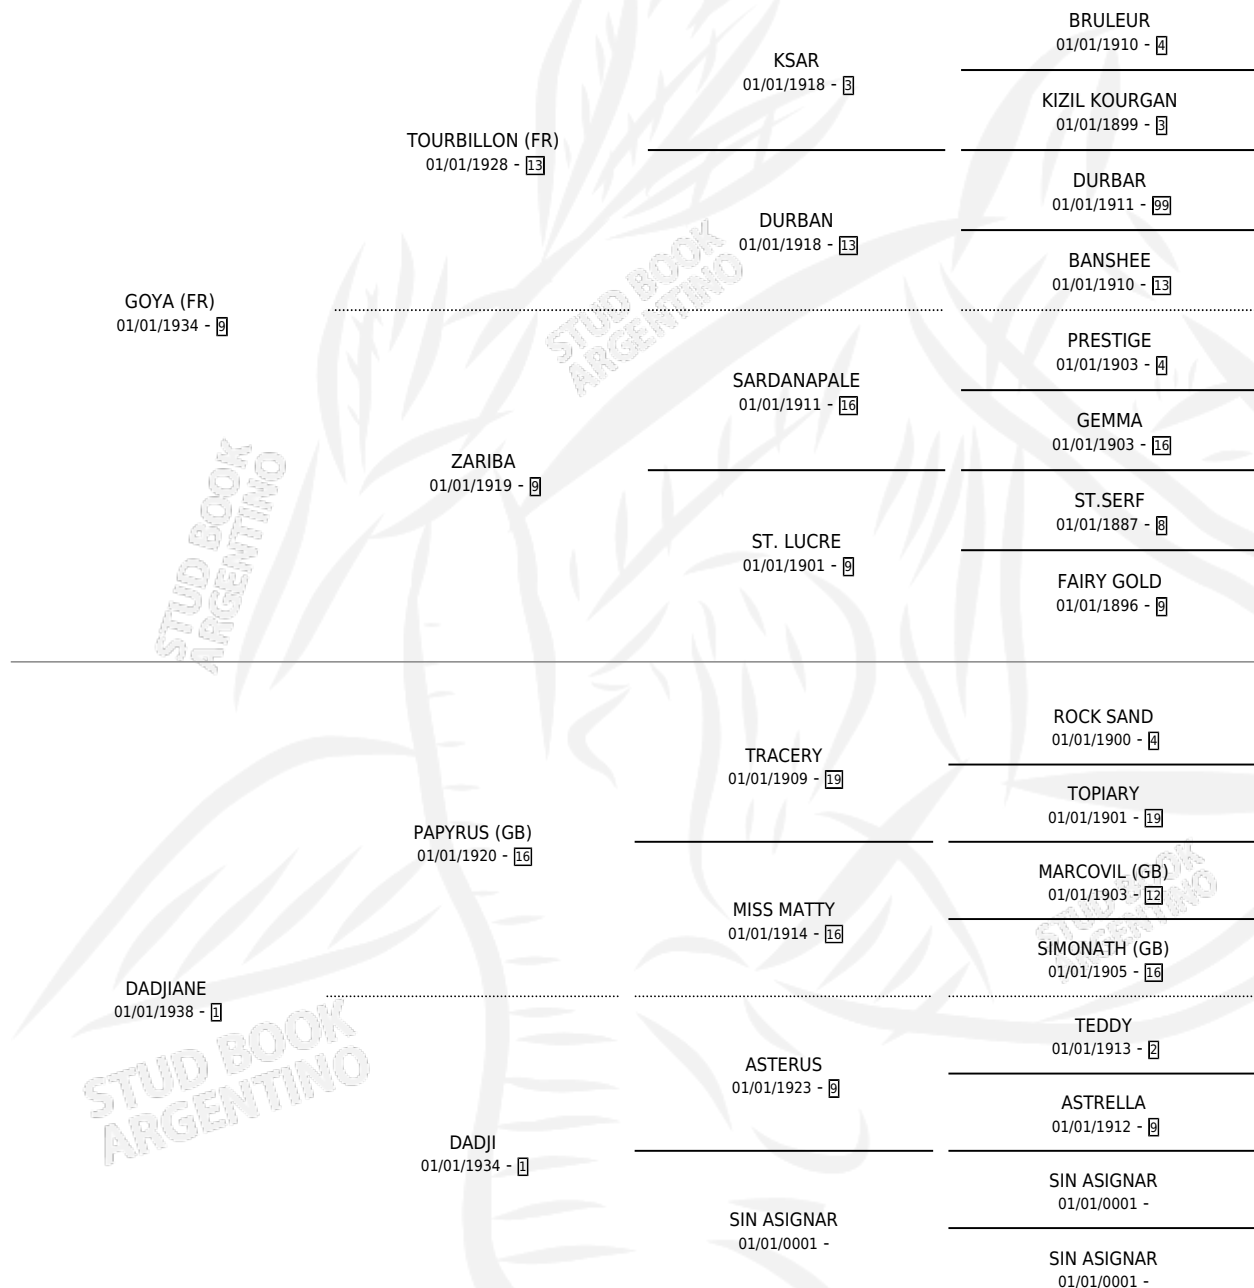 BRULEUR
01/01/1910 - 4
KSAR
01/01/1918 - 3
KIZIL KOURGAN
01/01/1899 - 3
TOURBILLON (FR)
01/01/1928 - 13
DURBAR
01/01/1911 - 99
DURBAN
01/01/1918 - 13
BANSHEE
01/01/1910 - 13
GOYA (FR)
01/01/1934 - 9
STUD BOOK
ARGENTINO
PRESTIGE
01/01/1903 - 4
SARDANAPALE
01/01/1911 - 16
GEMMA
01/01/1903 - 16
ZARIBA
01/01/1919 - 9
ST.SERF
01/01/1887 - 8
ST. LUCRE
01/01/1901 - 9
FAIRY GOLD
01/01/1896 - 9
STUD BOOK
ARGENTINO
ROCK SAND
01/01/1900 - 4
TRACERY
01/01/1909 - 19
TOPIARY
01/01/1901 - 19
PAPYRUS (GB)
01/01/1920 - 16
MARCOVIL (GB)
01/01/1903 - 12
MISS MATTY
01/01/1914 - 16
STUD BOOK
ARGENTINO
SIMONATH (GB)
01/01/1905 - 16
DADJIANE
01/01/1938 - 1
TEDDY
01/01/1913 - 2
ASTERUS
01/01/1923 - 9
STUD BOOK
ARGENTINO
ASTRELLA
01/01/1912 - 9
DADJI
01/01/1934 - 1
SIN ASIGNAR
01/01/0001 -
SIN ASIGNAR
01/01/0001 -
SIN ASIGNAR
01/01/0001 -